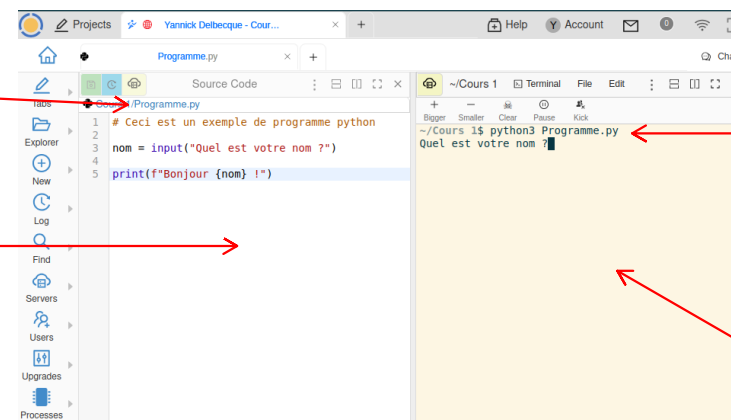 Projects Yannick Delbecque - Cour… × + Help Y Account 0
Programme.py × +
Source Code
~/Cours 1 Terminal File Edit
Tabs
Explorer
New
Log
Find
Servers
Users
Upgrades
Processes
/Programme.py
1 # Ceci est un exemple de programme python
2
3 nom = input("Quel est votre nom ?")
4
5 print(f"Bonjour {nom} !")
Bigger Smaller Clear Pause Kick
~/Cours 1$ python3 Programme.py
Quel est votre nom ?